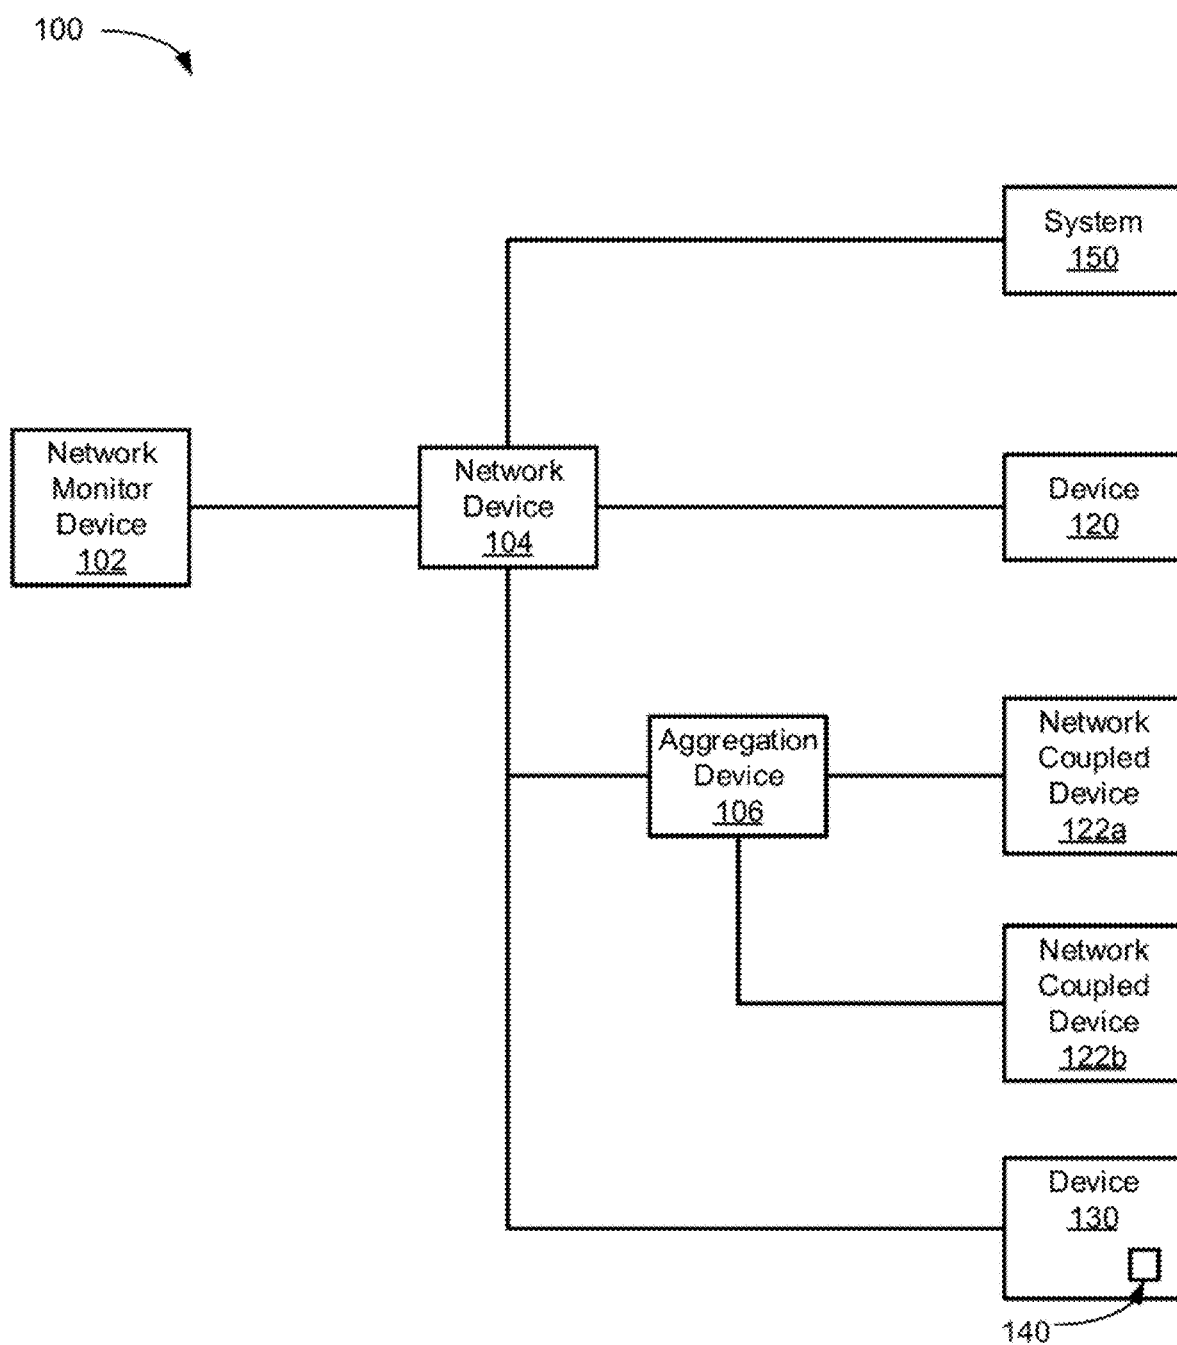 100
System
150
Network
Monitor
Device
102
Network
Device
104
Device
120
Aggregation
Device
106
Network
Coupled
Device
122a
Network
Coupled
Device
122b
Device
130
140